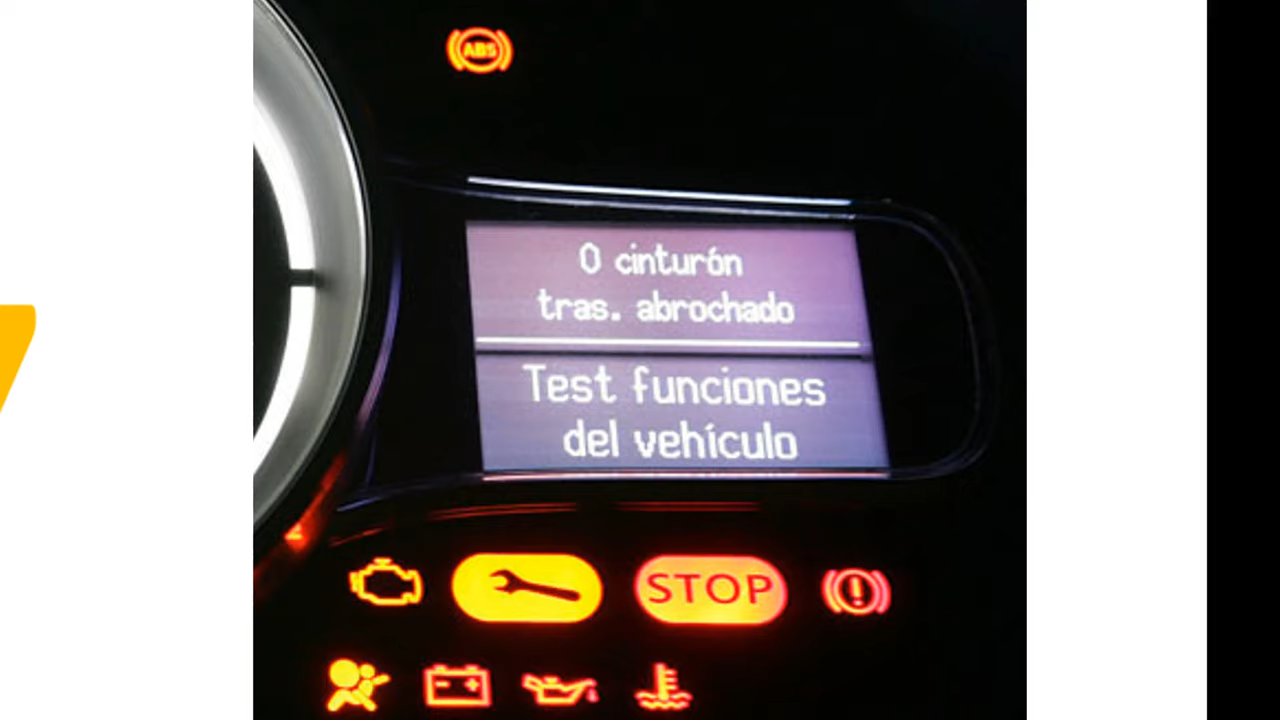 ABS
0 cinturón
tras. abrochado
Test funciones
del vehículo
STOP